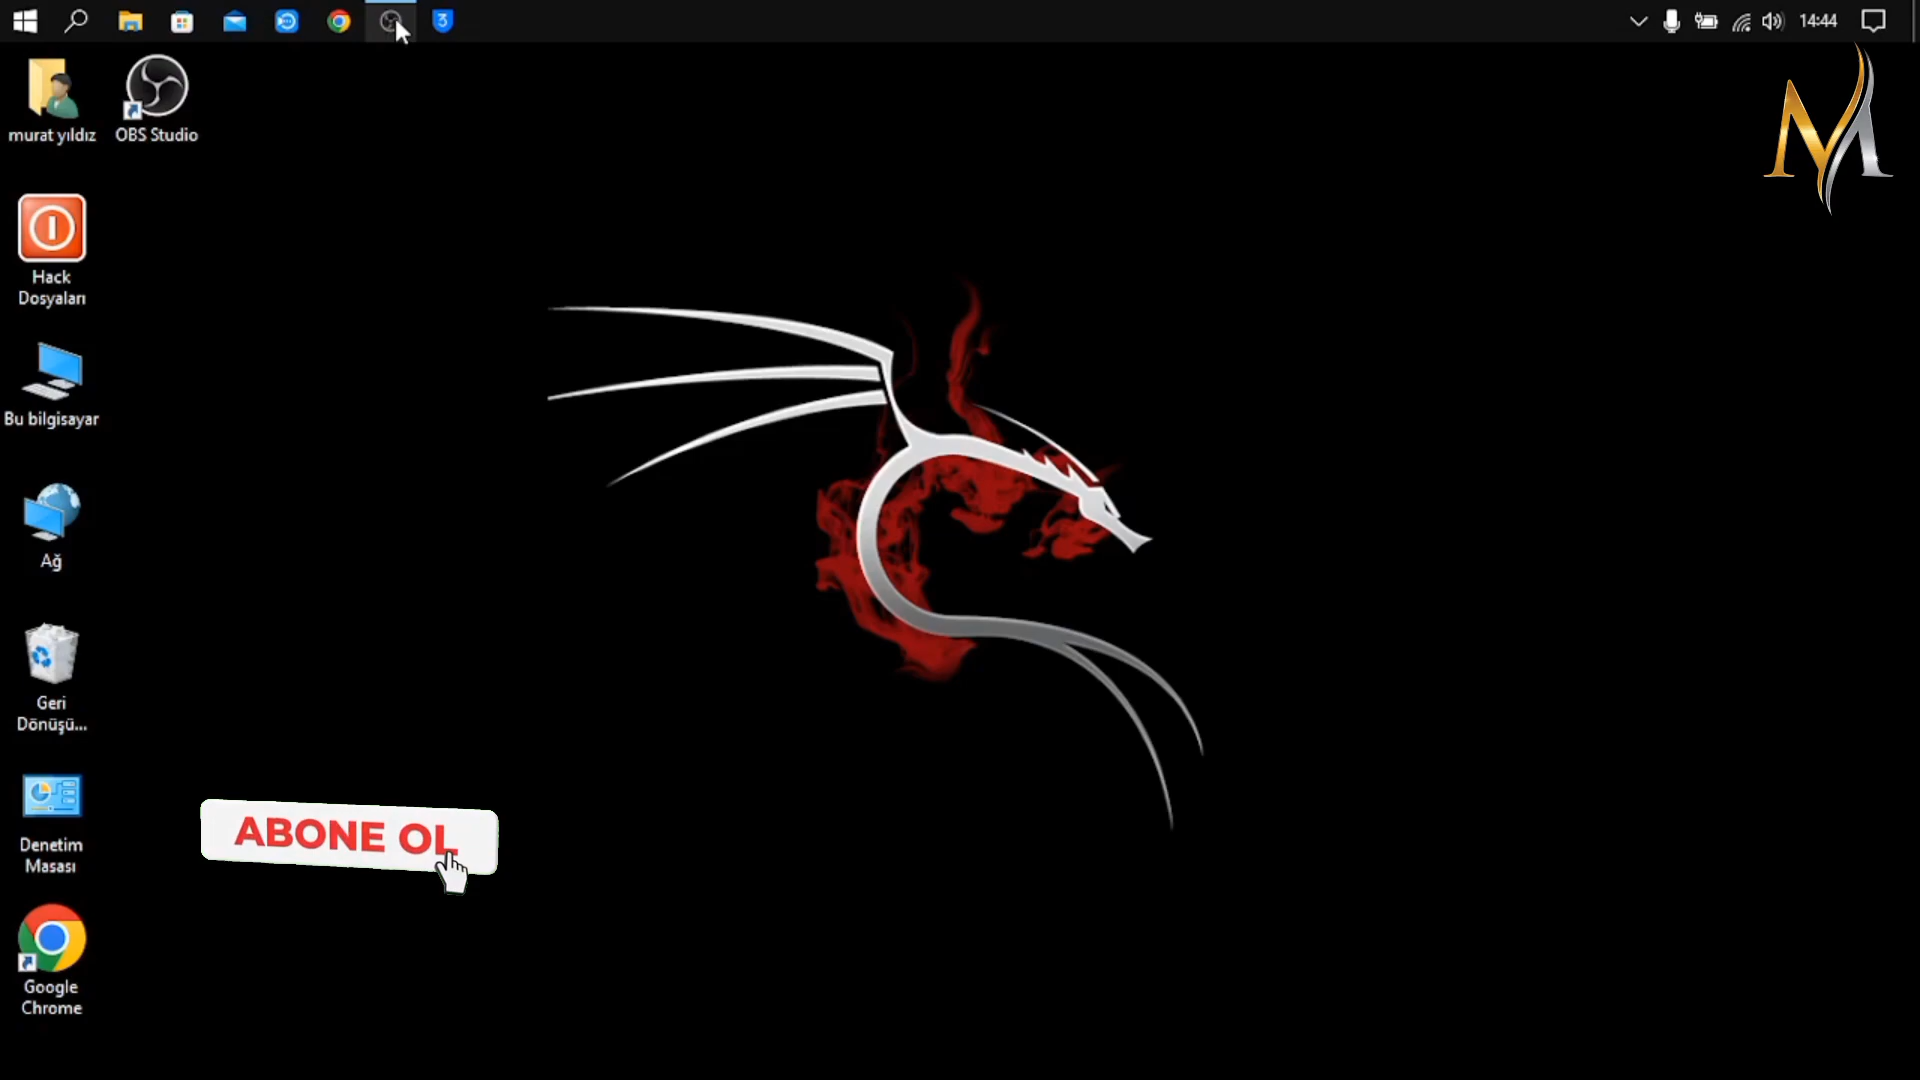 14:44
murat yıldız
OBS Studio
Hack
Dosyaları
Bu bilgisayar
Ağ
Geri
Dönüşü...
Denetim
Masası
ABONE OL
Google
Chrome